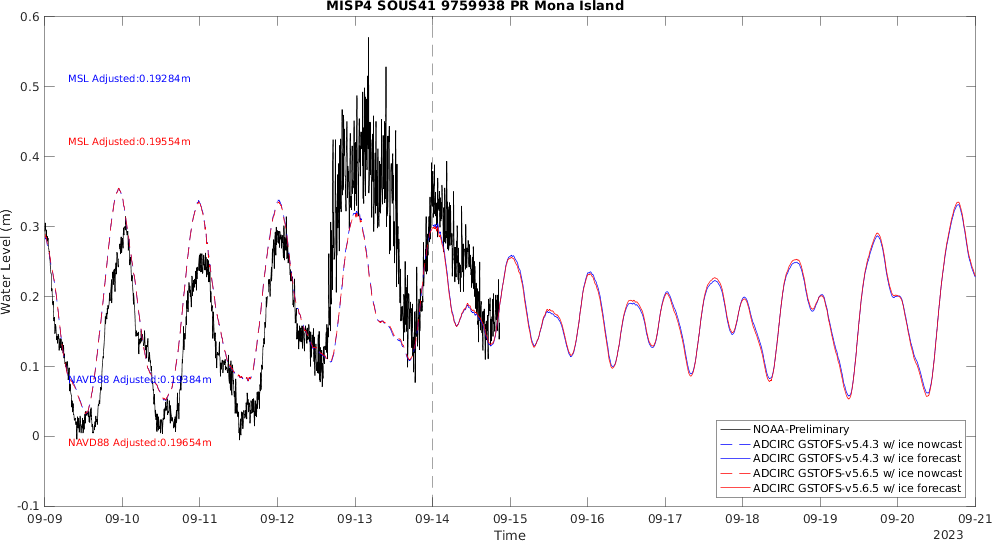 MISP4 SOUS41 9759938 PR Mona Island
0.6
0.5
0.4
0.3
0.2
0.1
0
-0.1
Water Level (m)
MSL Adjusted:0.19284m
MSL Adjusted:0.19554m
NAVD88 Adjusted:0.19384m
NAVD88 Adjusted:0.19654m
NOAA-Preliminary
ADCIRC GSTOFS-v5.4.3 w/ ice nowcast
ADCIRC GSTOFS-v5.4.3 w/ ice forecast
ADCIRC GSTOFS-v5.6.5 w/ ice nowcast
ADCIRC GSTOFS-v5.6.5 w/ ice forecast
09-09 09-10 09-11 09-12 09-13 09-14 09-15 09-16 09-17 09-18 09-19 09-20 09-21
Time
2023